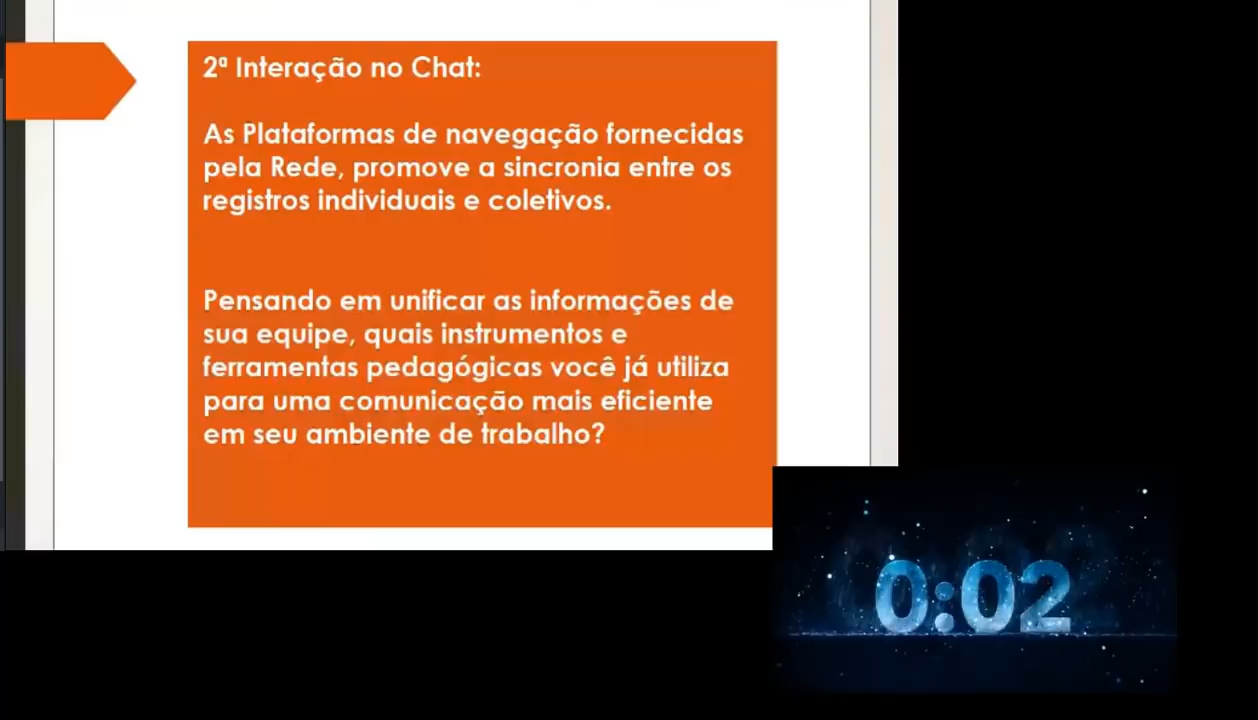 2ª Interação no Chat:
As Plataformas de navegação fornecidas
pela Rede, promove a sincronia entre os
registros individuais e coletivos.
Pensando em unificar as informações de
sua equipe, quais instrumentos e
ferramentas pedagógicas você já utiliza
para uma comunicação mais eficiente
em seu ambiente de trabalho?
0:02